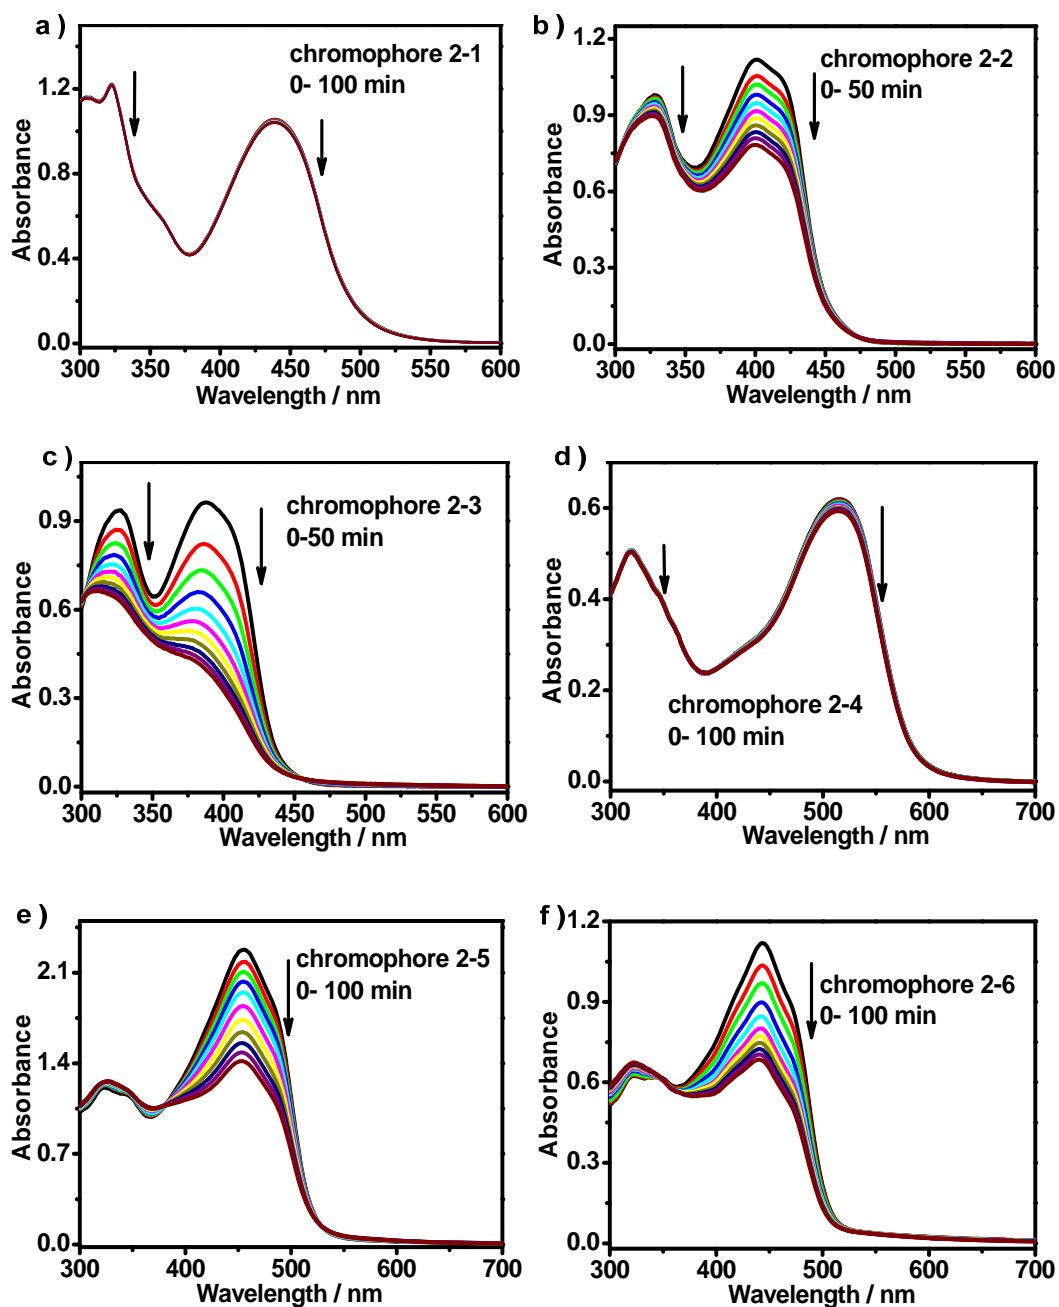 a)
chromophore 2-1
0- 100 min
Absorbance
1.2
0.8
0.4
0.0
300 350 400 450 500 550 600
Wavelength / nm
b)
chromophore 2-2
0- 50 min
Absorbance
1.2
0.9
0.6
0.3
0.0
300 350 400 450 500 550 600
Wavelength / nm
c)
chromophore 2-3
0-50 min
Absorbance
0.9
0.6
0.3
0.0
300 350 400 450 500 550 600
Wavelength / nm
d)
chromophore 2-4
0- 100 min
Absorbance
0.6
0.4
0.2
0.0
300 400 500 600 700
Wavelength / nm
e)
chromophore 2-5
0- 100 min
Absorbance
2.1
1.4
0.7
0.0
300 400 500 600 700
Wavelength / nm
f)
chromophore 2-6
0- 100 min
Absorbance
1.2
0.9
0.6
0.3
0.0
300 400 500 600 700
Wavelength / nm